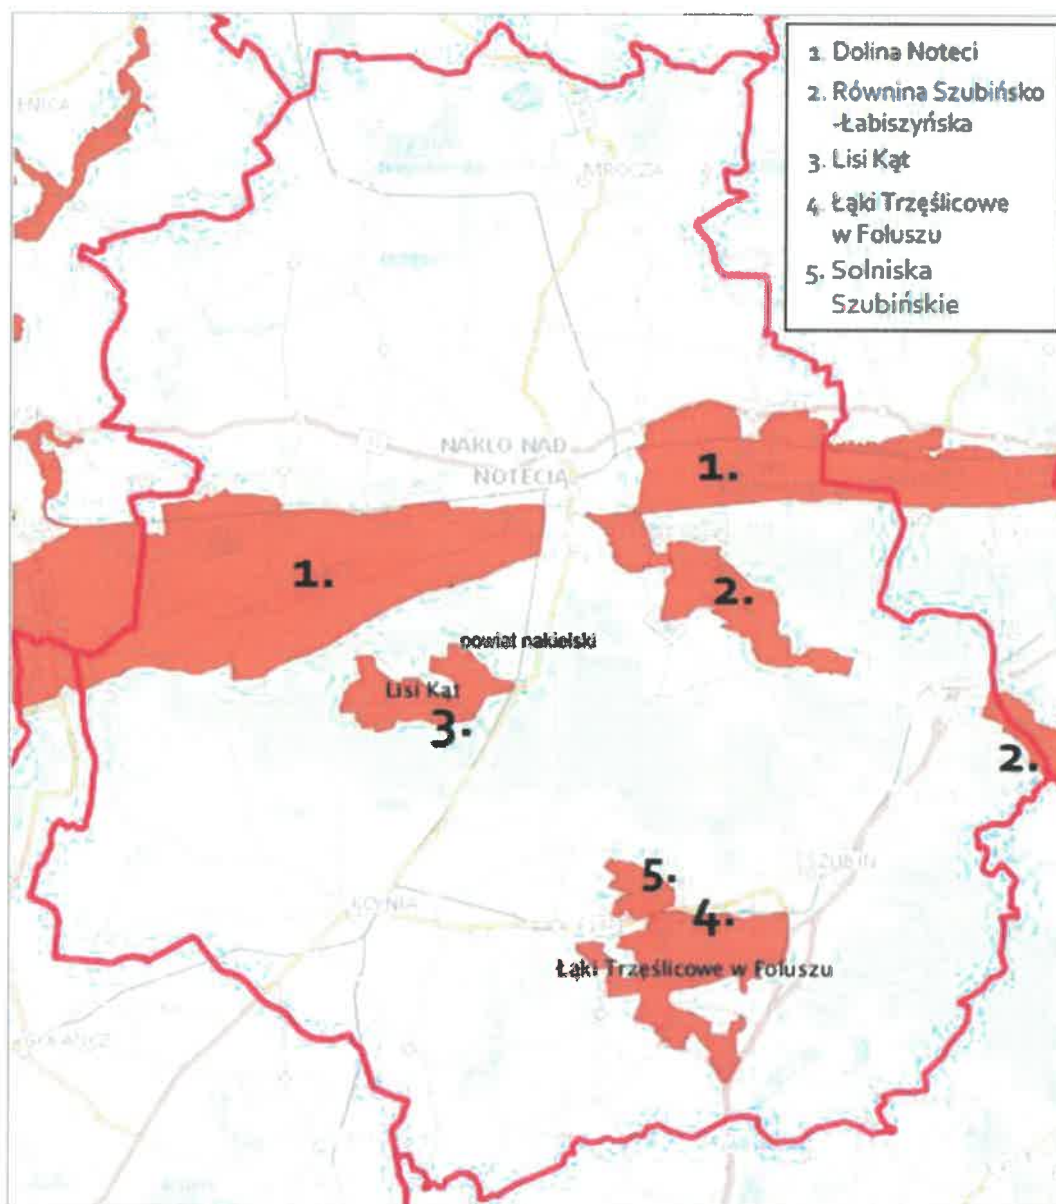 1. Dolina Noteci
2. Równina Szubińsko
-Łabiszyńska
3. Lisi Kąt
4. Łąki Trzęślicowe
w Foluszu
5. Solniska
Szubińskie
MROCZA
NAKŁO NAD
NOTECIĄ
1.
1.
2.
powiat nakielski
Lisi Kąt
3.
2.
SZUBIN
5.
4.
KCYNIA
Łąki Trzęślicowe w Foluszu